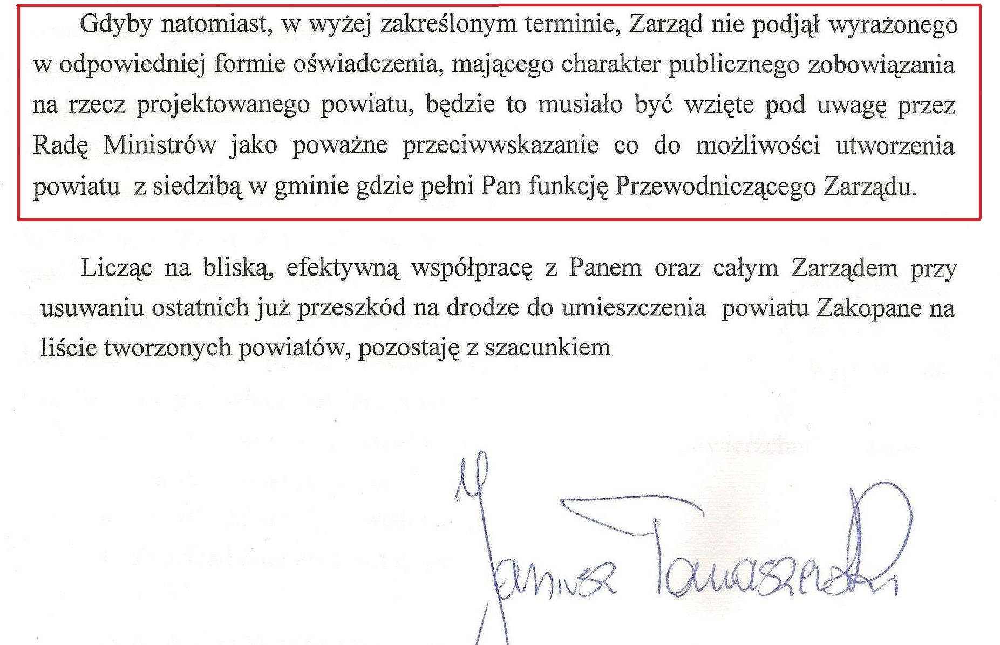 Gdyby natomiast, w wyżej zakreślonym terminie, Zarząd nie podjął wyrażonego
w odpowiedniej formie oświadczenia, mającego charakter publicznego zobowiązania
na rzecz projektowanego powiatu, będzie to musiało być wzięte pod uwagę przez
Radę Ministrów jako poważne przeciwwskazanie co do możliwości utworzenia
powiatu z siedzibą w gminie gdzie pełni Pan funkcję Przewodniczącego Zarządu.
Licząc na bliską, efektywną współpracę z Panem oraz całym Zarządem przy
usuwaniu ostatnich już przeszkód na drodze do umieszczenia powiatu Zakopane na
liście tworzonych powiatów, pozostaję z szacunkiem
Janusz Tomaszewski